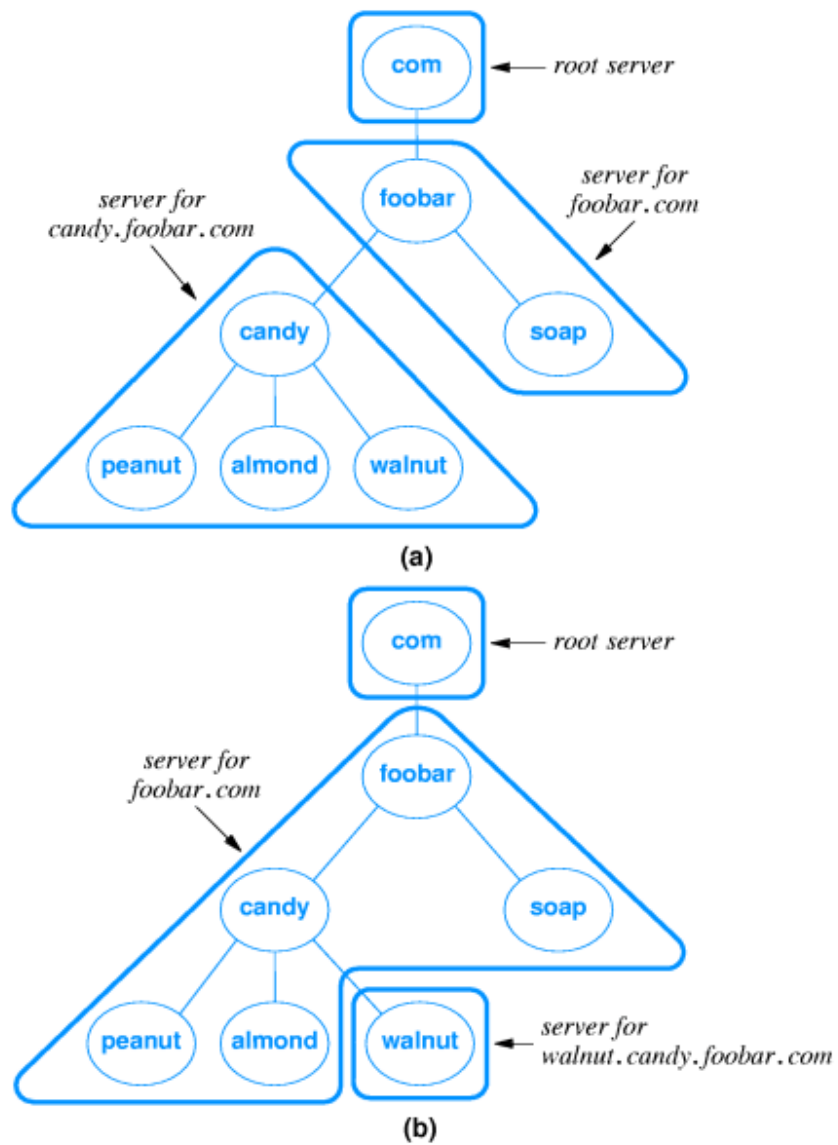 com
root server
foobar
server for
foobar.com
server for
candy.foobar.com
candy
soap
peanut
almond
walnut
(a)
com
root server
server for
foobar.com
foobar
candy
soap
peanut
almond
walnut
server for
walnut.candy.foobar.com
(b)